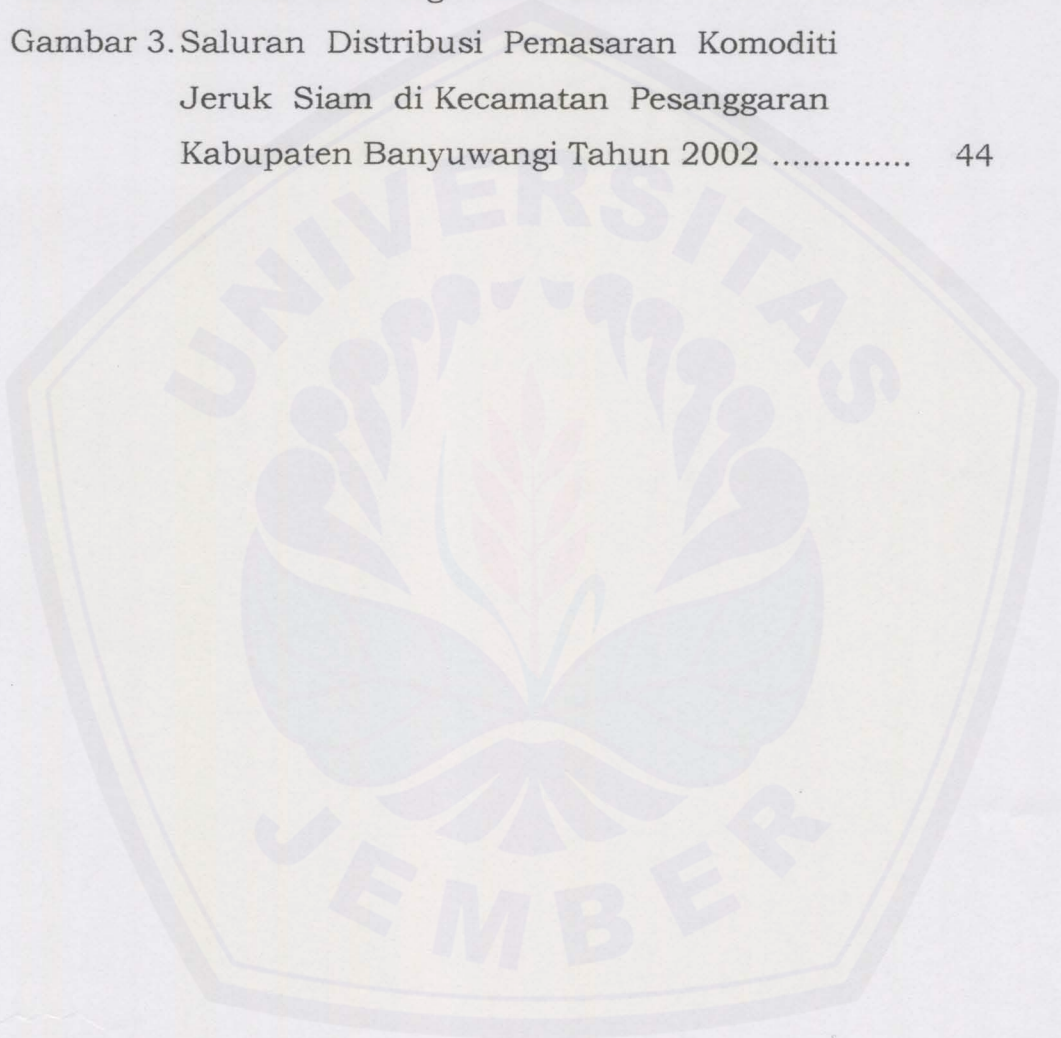 Gambar 3. Saluran Distribusi Pemasaran Komoditi
Jeruk Siam di Kecamatan Pesanggaran
Kabupaten Banyuwangi Tahun 2002 .............. 44
UNIVERSITAS
JEMBER